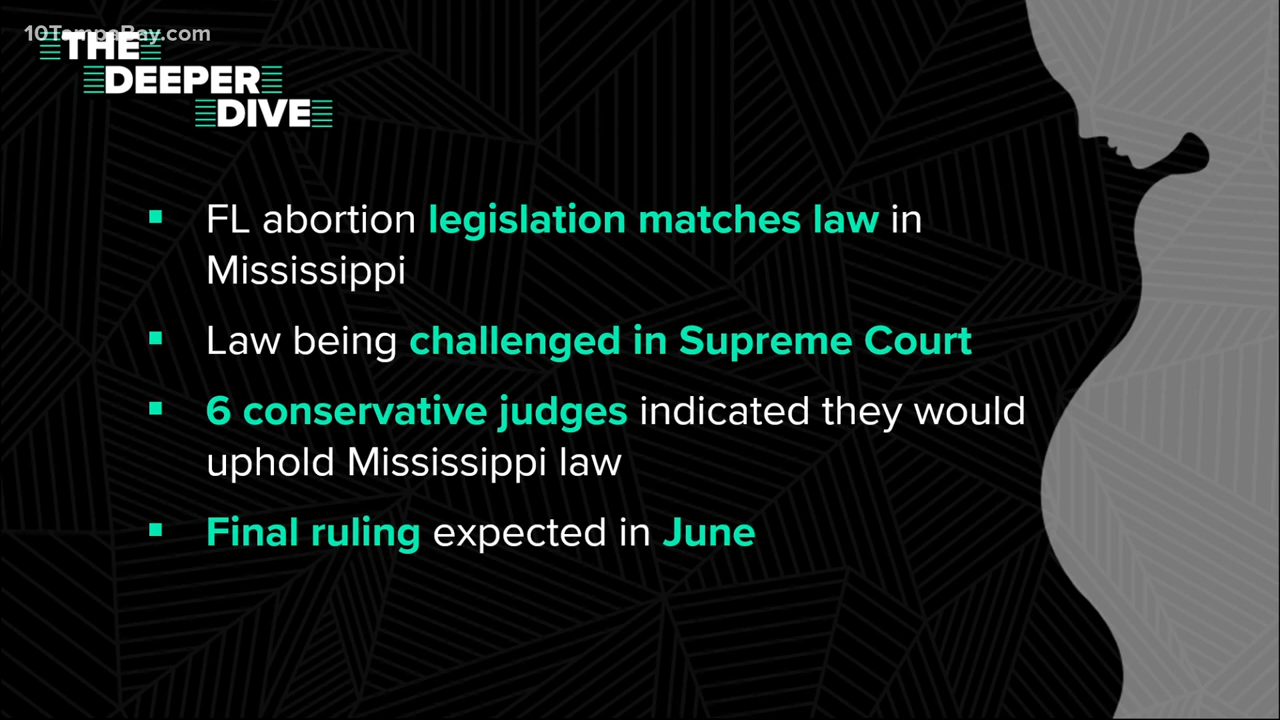 10TampaBay.com
THE
DEEPER
DIVE
FL abortion legislation matches law in
Mississippi
Law being challenged in Supreme Court
6 conservative judges indicated they would
uphold Mississippi law
Final ruling expected in June